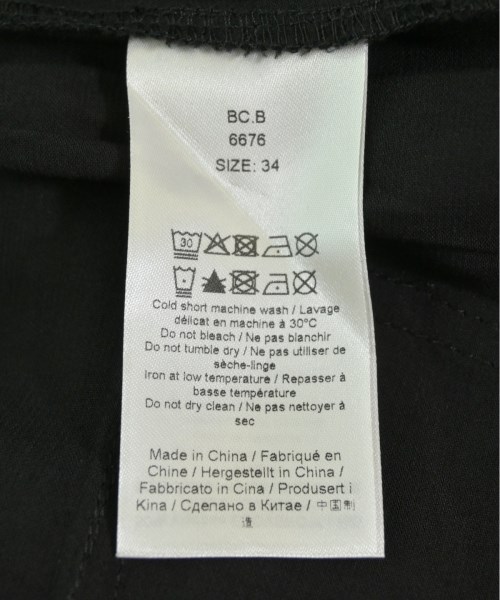 BC.B
6676
SIZE: 34
30
Cold short machine wash / Lavage
délicat en machine à 30°C
Do not bleach / Ne pas blanchir
Do not tumble dry / Ne pas utiliser de
sèche-linge
Iron at low temperature / Repasser à
basse température
Do not dry clean / Ne pas nettoyer à
sec
Made in China / Fabriqué en
Chine / Hergestellt in China /
Fabbricato in Cina / Produsert i
Kina / Сделано в Китае / 中国制
造